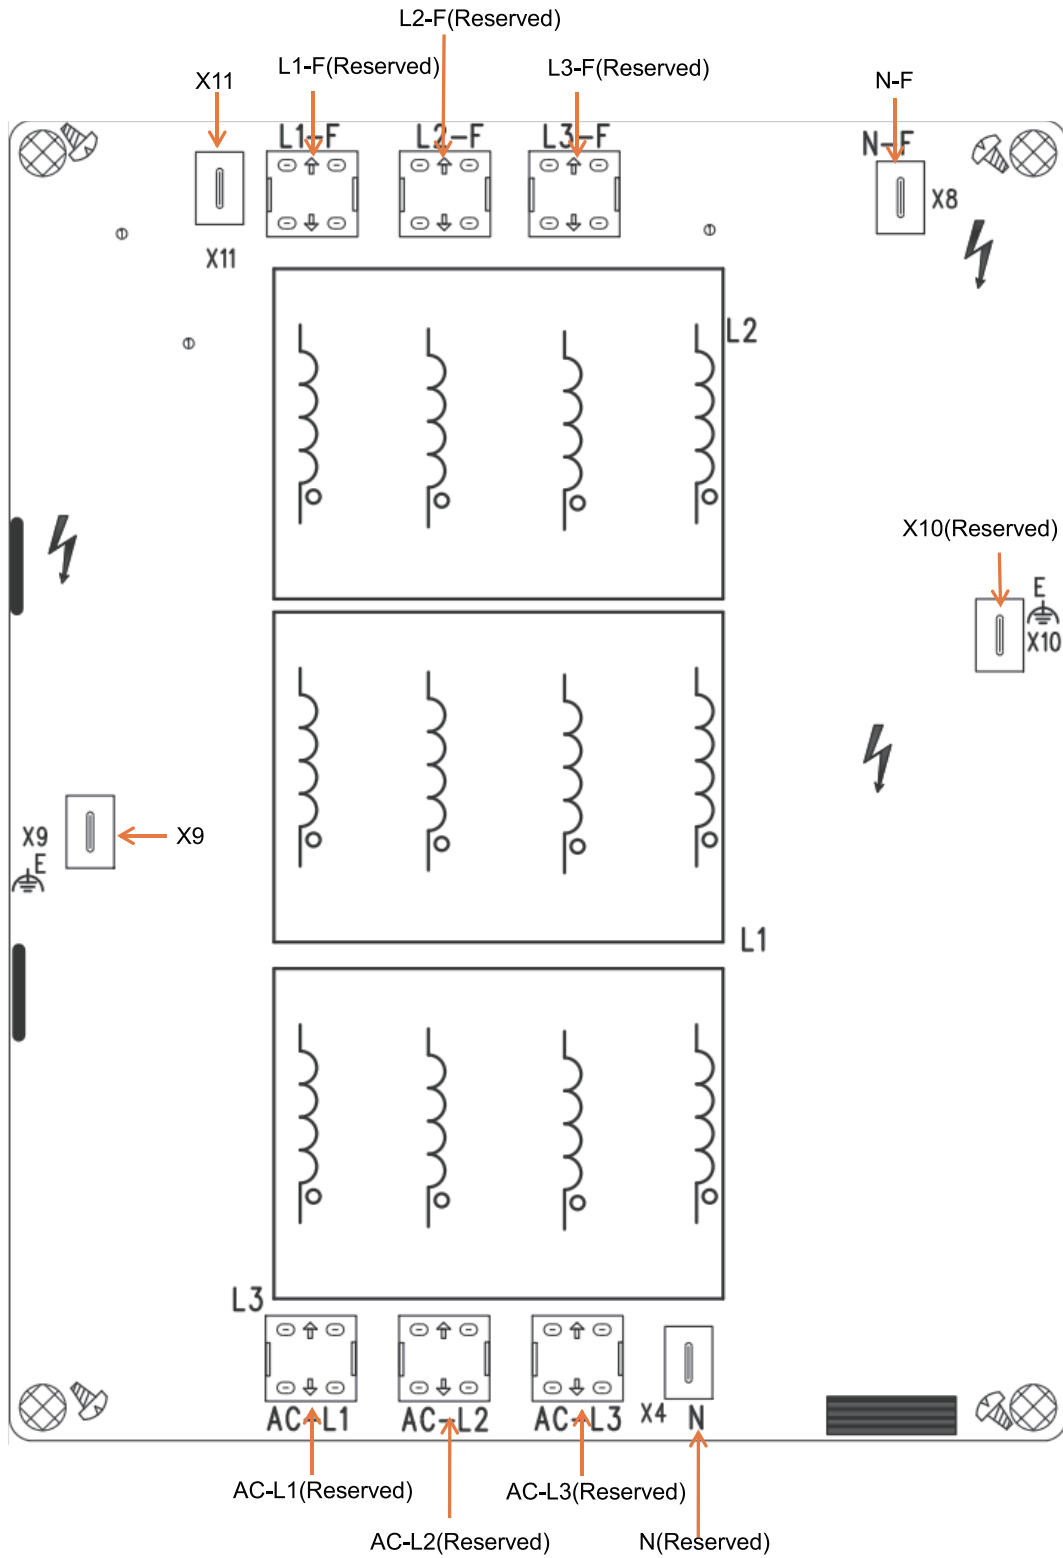 L2-F(Reserved)
L1-F(Reserved)
L3-F(Reserved)
X11
N-F
L1-F
L2-F
L3-F
N-F
X8
X11
L2
X10(Reserved)
E
X10
X9
X9
E
L1
L3
AC-L1
AC-L2
AC-L3
X4
N
AC-L1(Reserved)
AC-L3(Reserved)
AC-L2(Reserved)
N(Reserved)